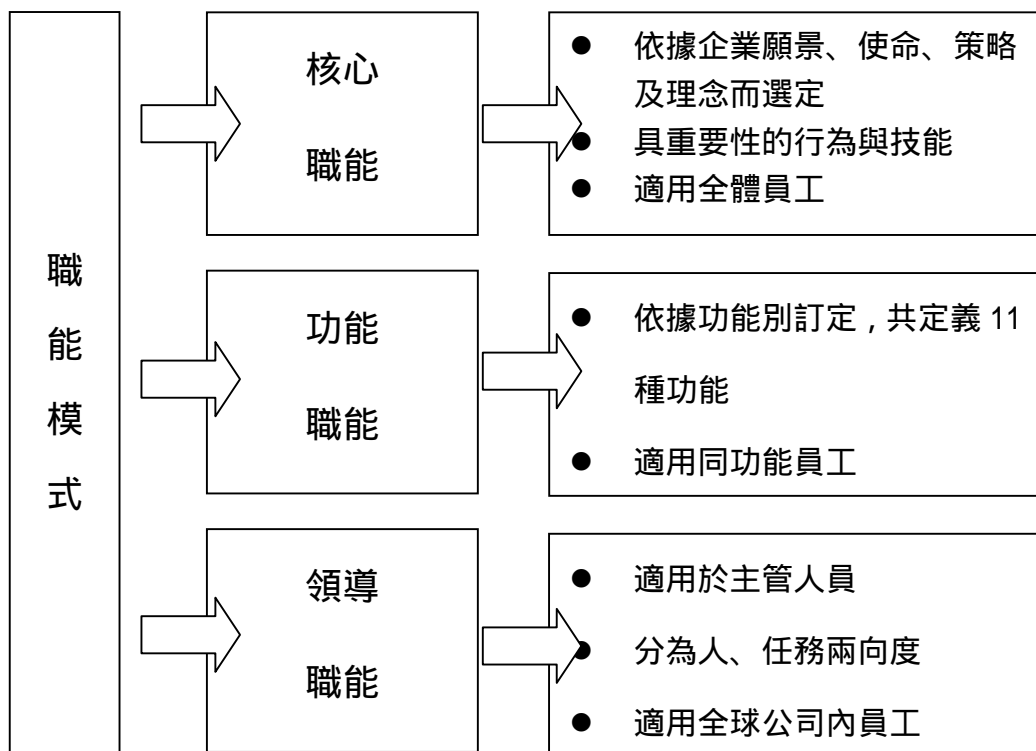 職
能
模
式
核心
職能
● 依據企業願景、使命、策略
及理念而選定
● 具重要性的行為與技能
● 適用全體員工
功能
職能
● 依據功能別訂定，共定義 11
種功能
● 適用同功能員工
領導
職能
● 適用於主管人員
● 分為人、任務兩向度
● 適用全球公司內員工